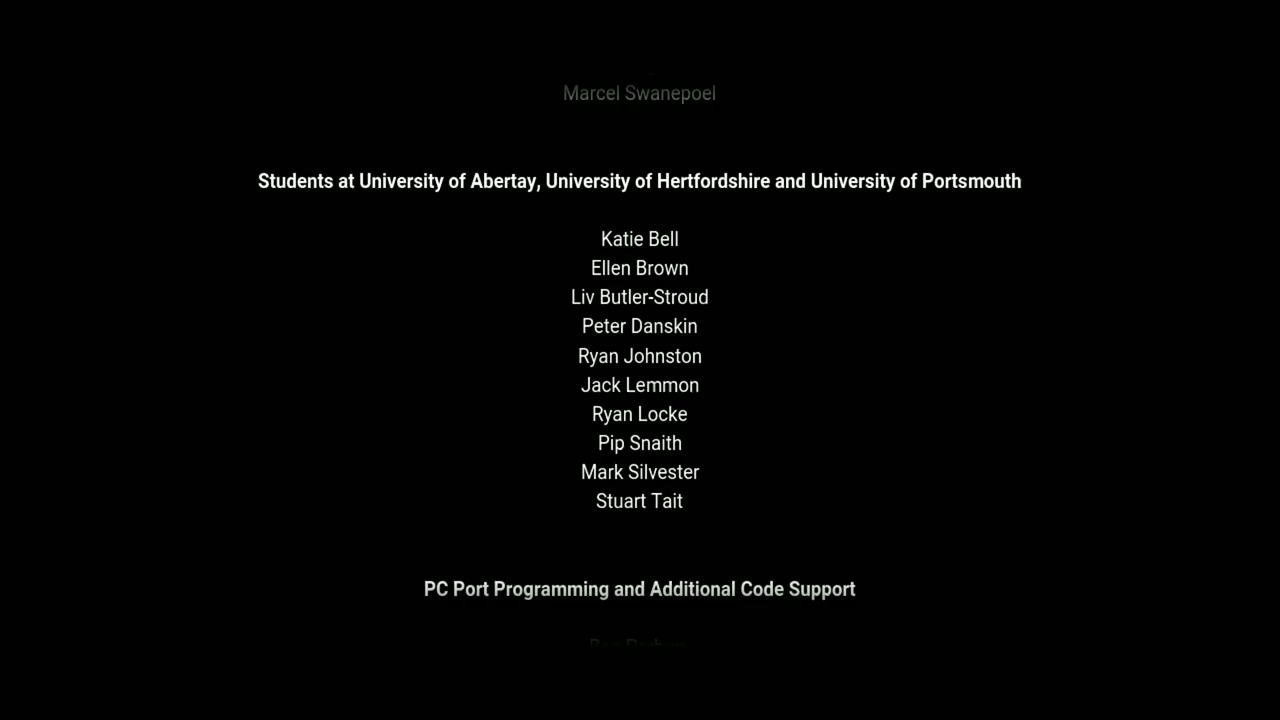 Marcel Swanepoel
Students at University of Abertay, University of Hertfordshire and University of Portsmouth
Katie Bell
Ellen Brown
Liv Butler-Stroud
Peter Danskin
Ryan Johnston
Jack Lemmon
Ryan Locke
Pip Snaith
Mark Silvester
Stuart Tait
PC Port Programming and Additional Code Support